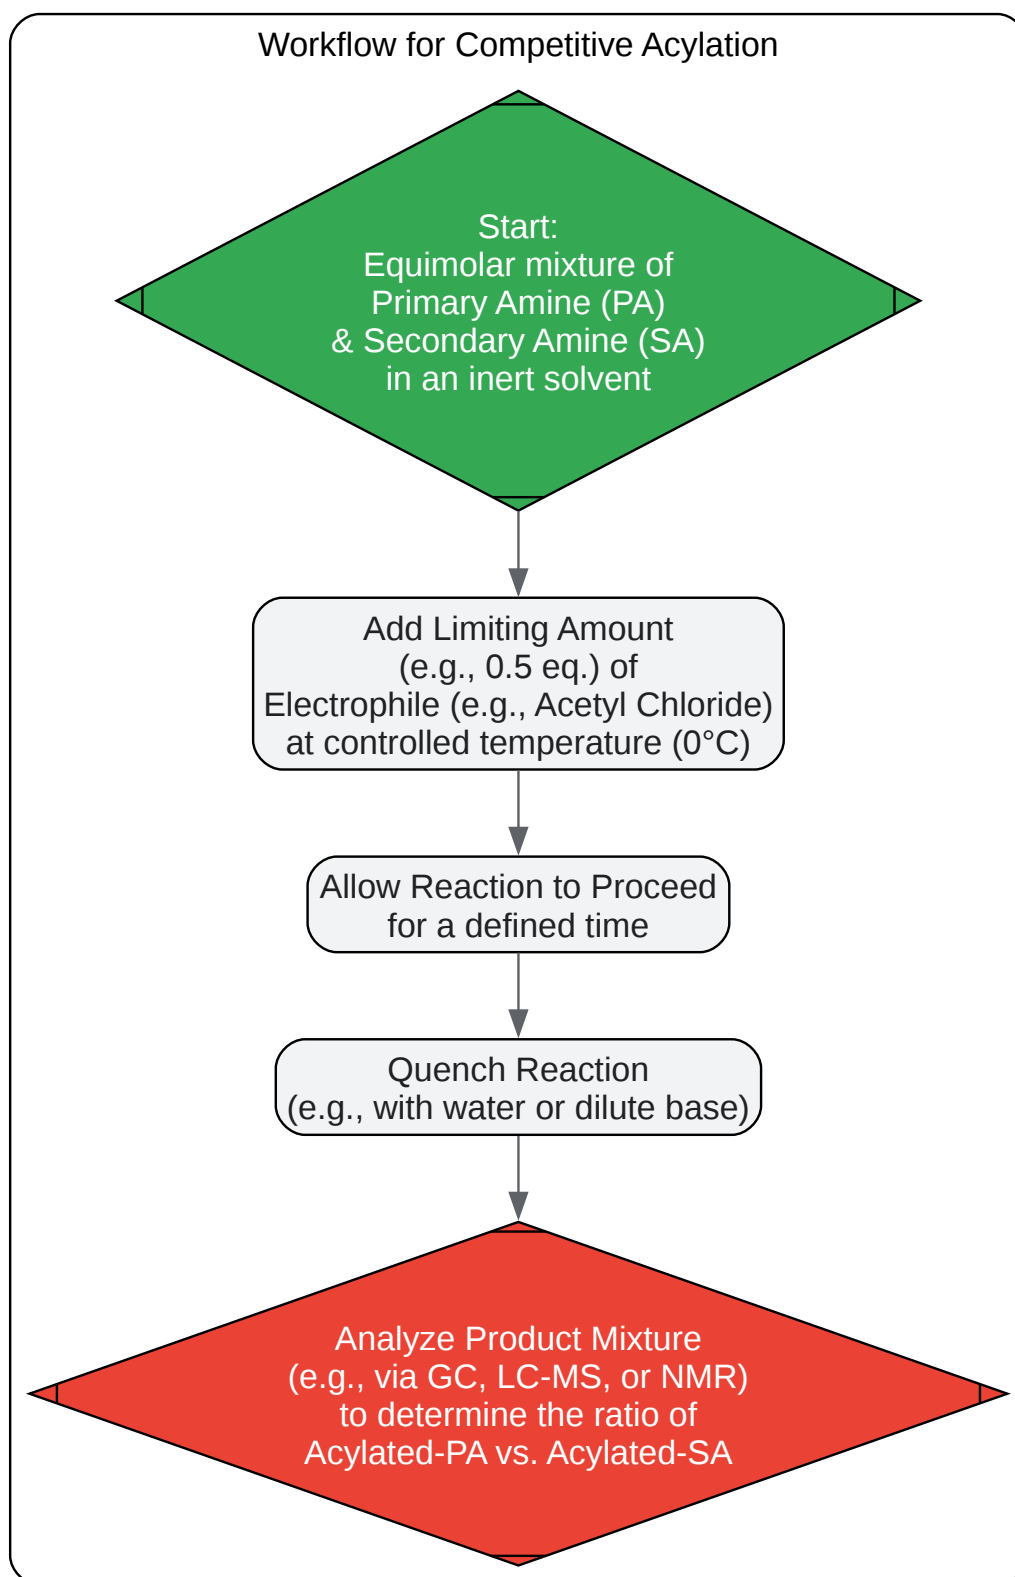 Workflow for Competitive Acylation
Start:
Equimolar mixture of
Primary Amine (PA)
& Secondary Amine (SA)
in an inert solvent
Add Limiting Amount
(e.g., 0.5 eq.) of
Electrophile (e.g., Acetyl Chloride)
at controlled temperature (0°C)
Allow Reaction to Proceed
for a defined time
Quench Reaction
(e.g., with water or dilute base)
Analyze Product Mixture
(e.g., via GC, LC-MS, or NMR)
to determine the ratio of
Acylated-PA vs. Acylated-SA